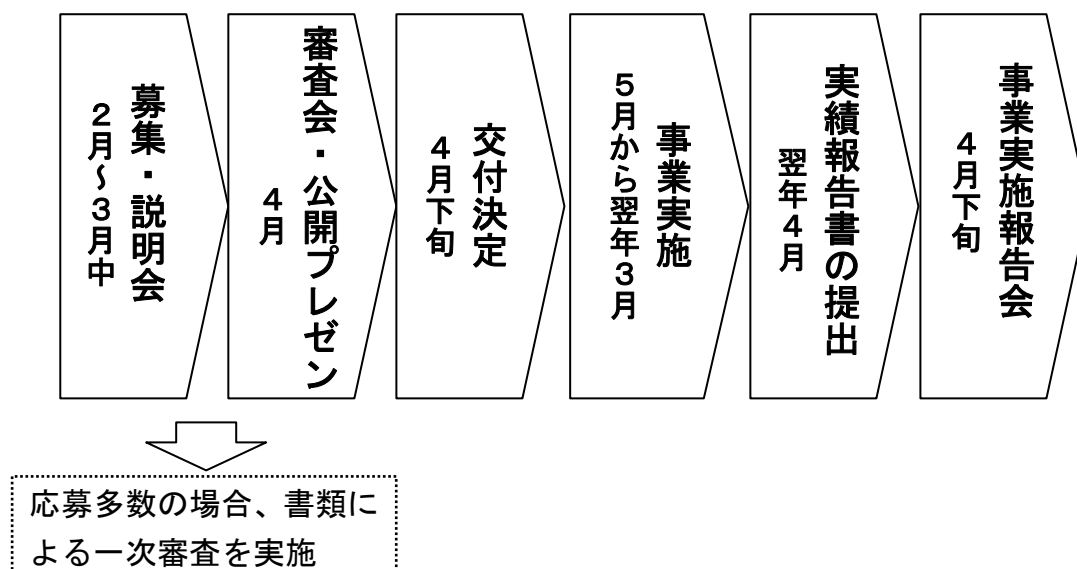 募集・説明会
２月～３月中
審査会・公開プレゼン
４月
交付決定
４月下旬
事業実施
５月から翌年３月
実績報告書の提出
翌年４月
事業実施報告会
４月下旬
応募多数の場合、書類に
よる一次審査を実施